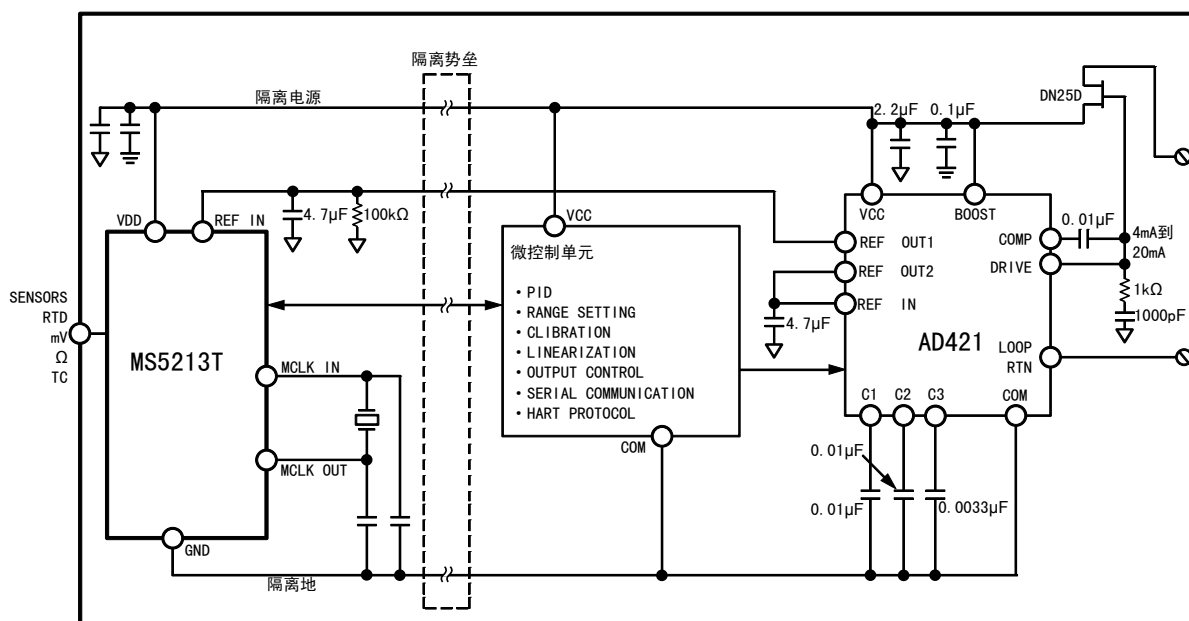 隔离势垒
隔离电源
DN25D
2.2μF
0.1μF
VDD
REF IN
4.7μF
100kΩ
VCC
VCC
BOOST
0.01μF
COMP
4mA到
20mA
DRIVE
1kΩ
1000pF
微控制单元
・PID
・RANGE SETTING
・CLIBRATION
・LINEARIZATION
・OUTPUT CONTROL
・SERIAL COMMUNICATION
・HART PROTOCOL
REF OUT1
REF OUT2
REF IN
4.7μF
AD421
LOOP
RTN
SENSORS
RTD
mV
Ω
TC
MS5213T
MCLK IN
MCLK OUT
GND
COM
C1
C2
C3
COM
0.01μF
0.01μF
0.0033μF
隔离地